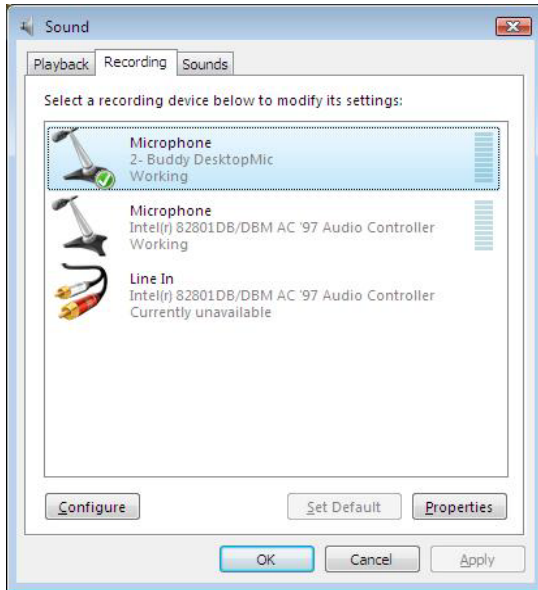 Sound
Playback Recording Sounds
Select a recording device below to modify its settings:
Microphone
2- Buddy DesktopMic
Working
Microphone
Intel(r) 82801DB/DBM AC '97 Audio Controller
Working
Line In
Intel(r) 82801DB/DBM AC '97 Audio Controller
Currently unavailable
Configure Set Default Properties
OK Cancel Apply